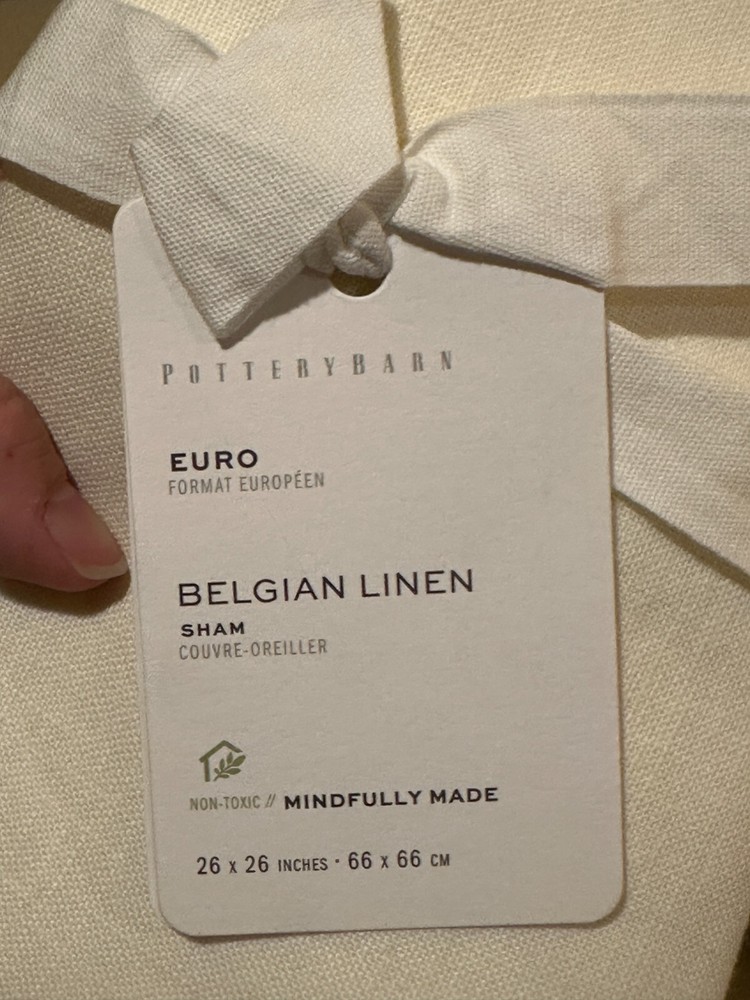 POTTERYBARN
EURO
FORMAT EUROPÉEN
BELGIAN LINEN
SHAM
COUVRE-OREILLER
NON-TOXIC // MINDFULLY MADE
26 x 26 INCHES · 66 x 66 CM